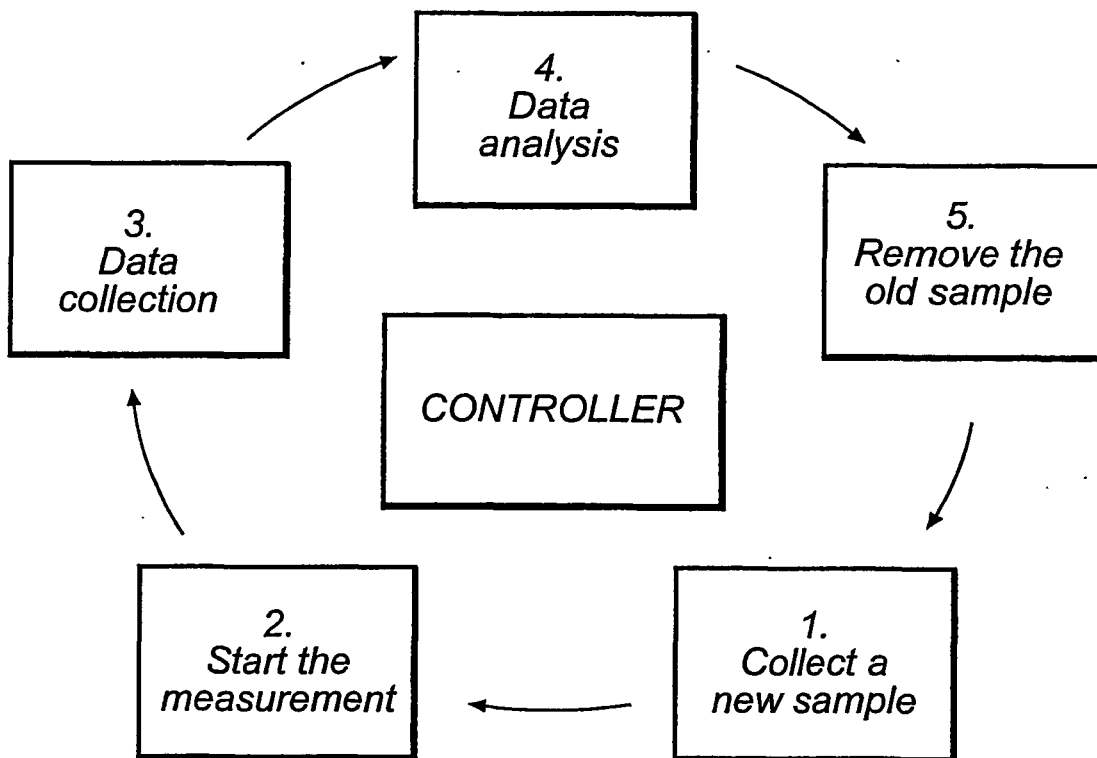 4.
Data
analysis
3.
Data
collection
5.
Remove the
old sample
CONTROLLER
2.
Start the
measurement
1.
Collect a
new sample